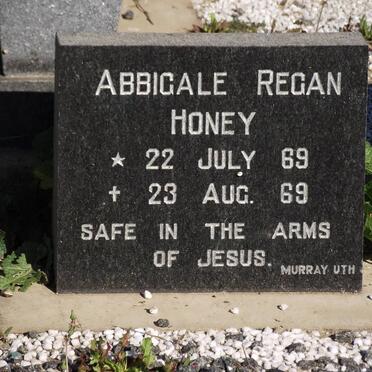 ABBIGALE REGAN
HONEY
★ 22 JULY 69
✝ 23 AUG. 69
SAFE IN THE ARMS
OF JESUS.
MURRAY UTH